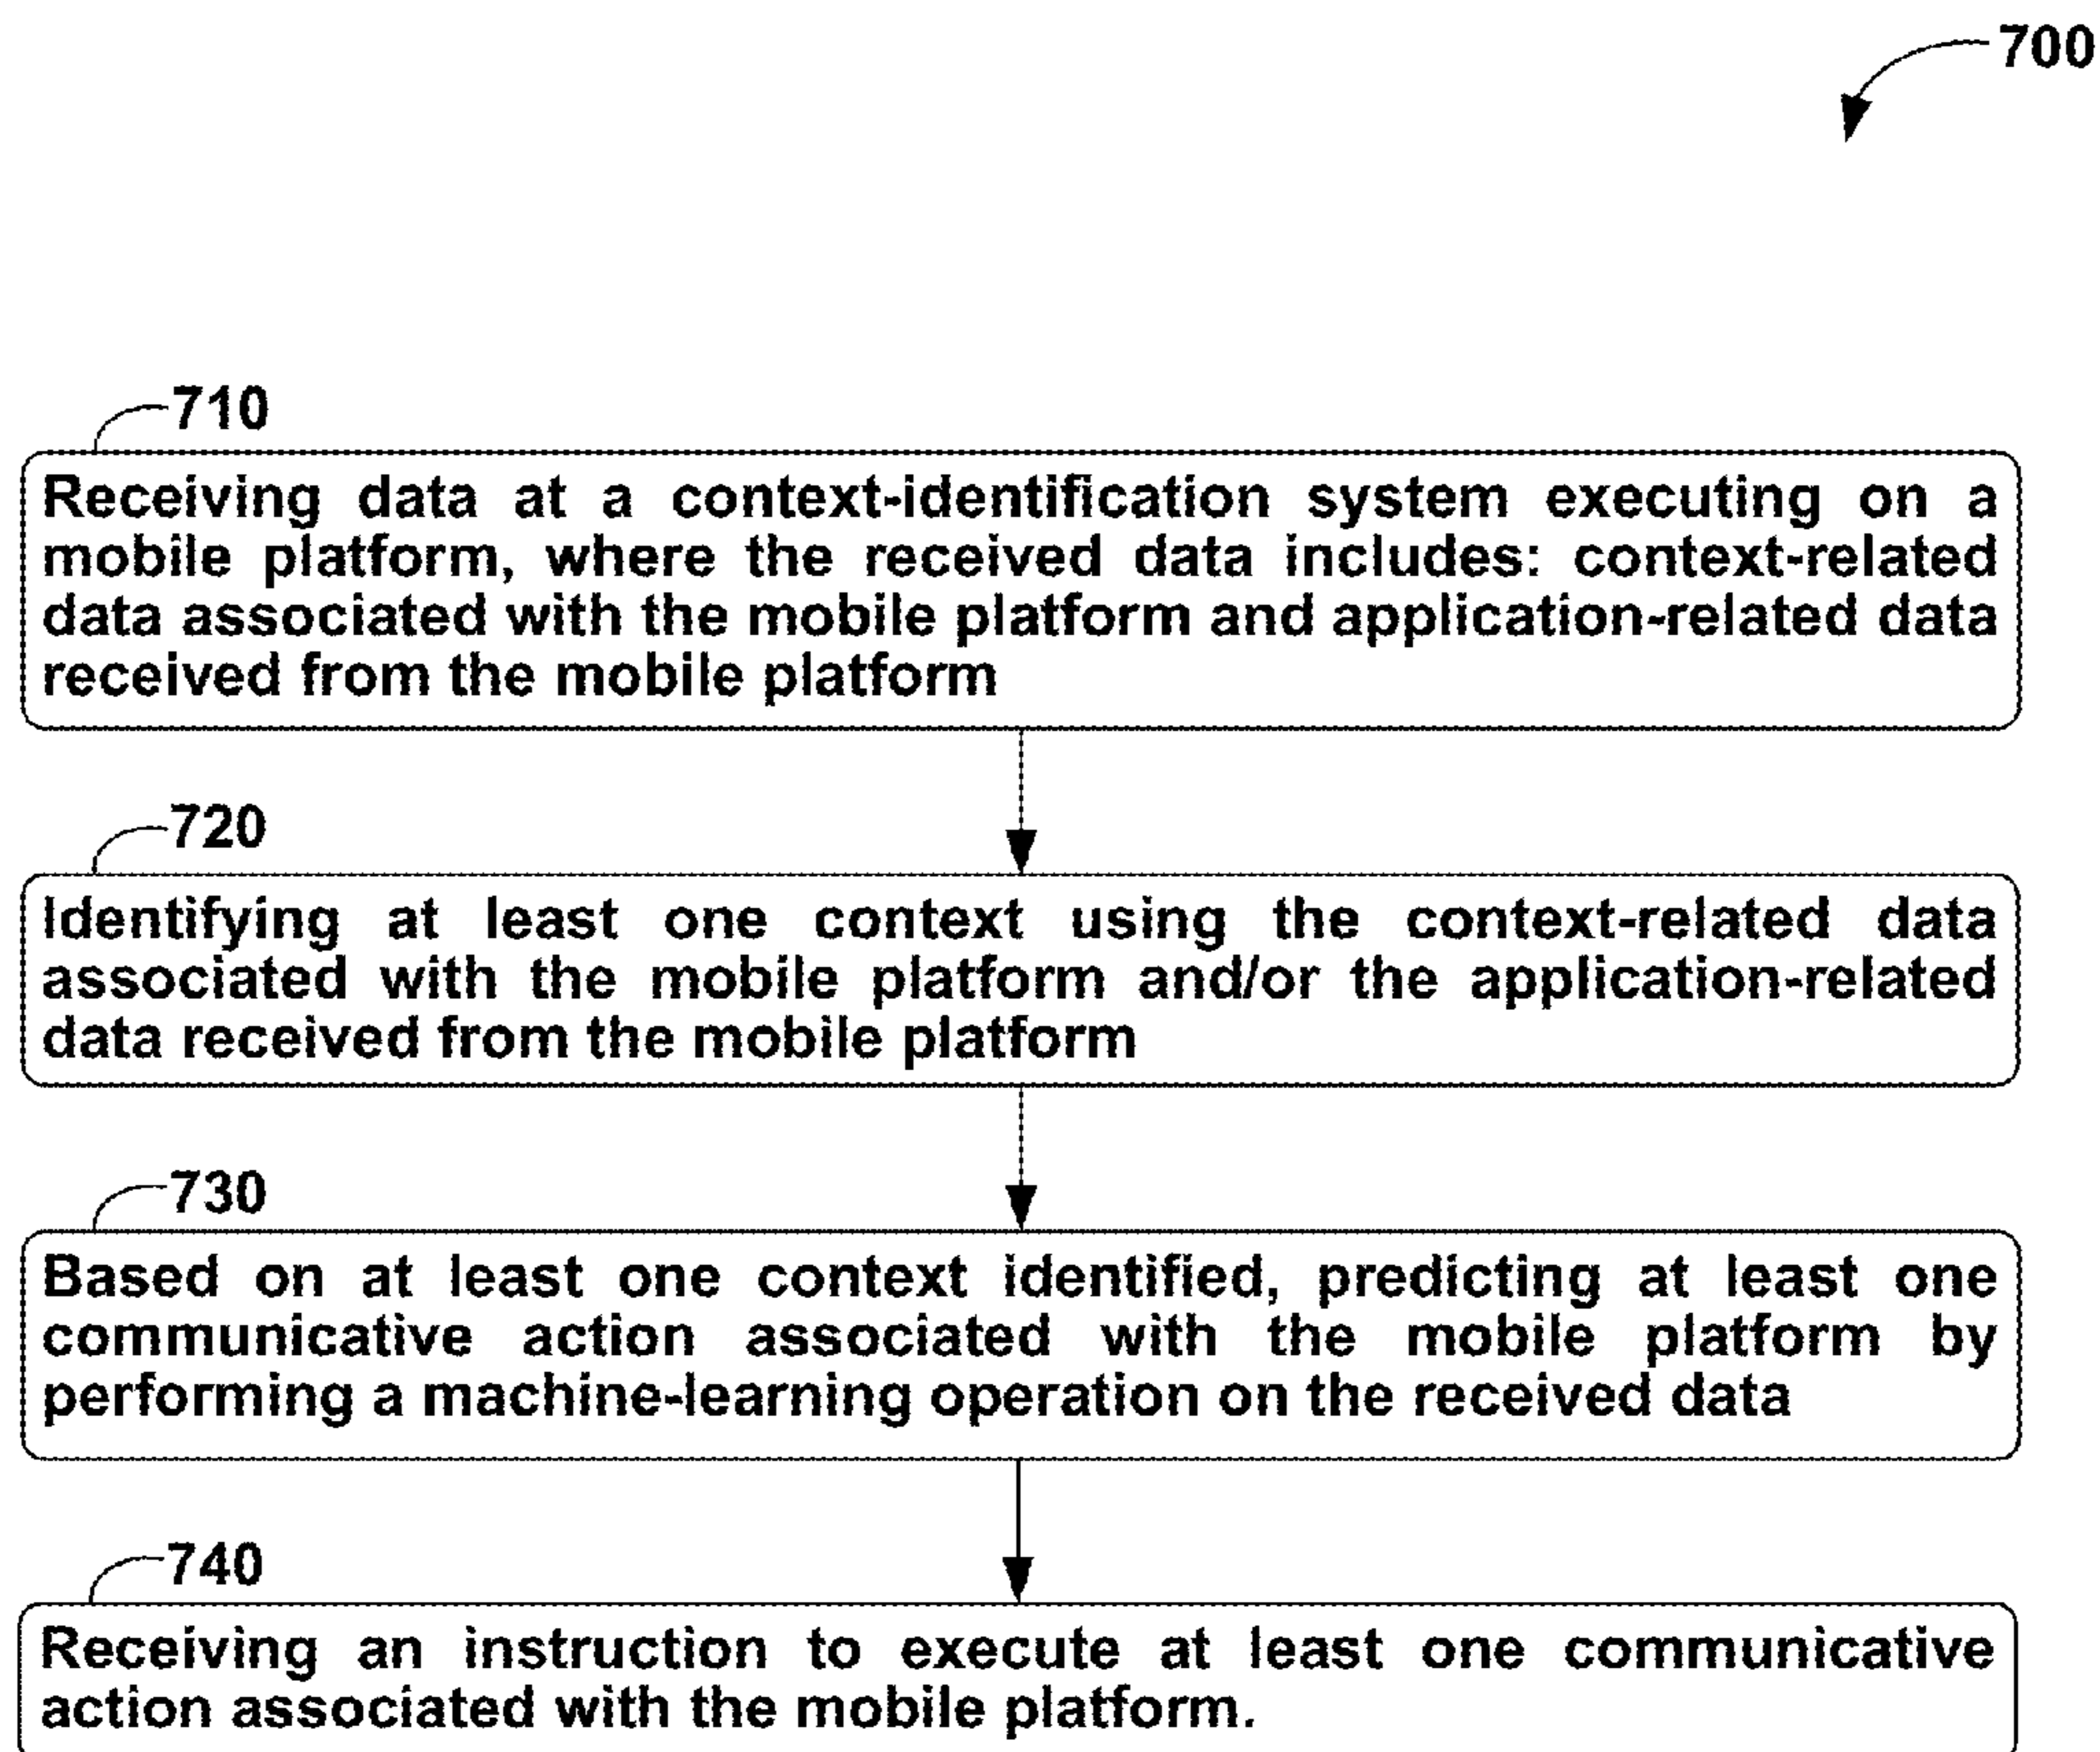 700
710
Receiving data at a context-identification system executing on a
mobile platform, where the received data includes: context-related
data associated with the mobile platform and application-related data
received from the mobile platform
720
Identifying at least one context using the context-related data
associated with the mobile platform and/or the application-related
data received from the mobile platform
730
Based on at least one context identified, predicting at least one
communicative action associated with the mobile platform by
performing a machine-learning operation on the received data
740
Receiving an instruction to execute at least one communicative
action associated with the mobile platform.